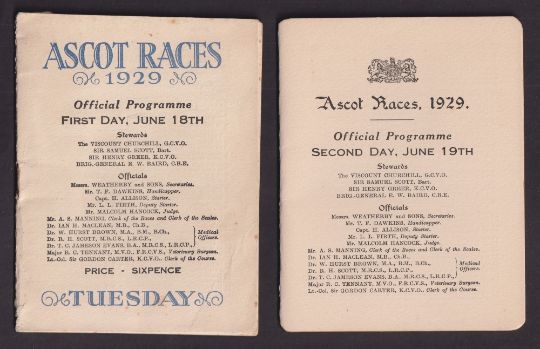 ASCOT RACES
1929
Official Programme
FIRST DAY, JUNE 18TH
Stewards
The VISCOUNT CHURCHILL, G.C.V.O.
SIR SAMUEL SCOTT, Bart.
SIR HENRY GREER, K.C.V.O.
BRIG.-GENERAL E. W. BAIRD, C.B.E.
Officials
Messrs. WEATHERBY and SONS, Secretaries.
Mr. T. F. DAWKINS, Handicapper.
Capt. H. ALLISON, Starter.
Mr. L. L. FIRTH, Deputy Starter.
Mr. MALCOLM HANCOCK, Judge.
Mr. A. S. MANNING, Clerk of the Races and Clerk of the Scales.
Dr. IAN H. MACLEAN, M.B., Ch.B.,
Dr. W. HURST BROWN, M.A., B.M., B.Ch.,
Dr. B. H. SCOTT, M.R.C.S., L.R.C.P.,
Dr. T. C. JAMESON EVANS, B.A., M.R.C.S., L.R.C.P.,
Medical Officers.
Major R. C. TENNANT, M.V.O., F.R.C.V.S., Veterinary Surgeon.
Lt.-Col. Sir GORDON CARTER, K.C.V.O., Clerk of the Course.
PRICE - SIXPENCE
TUESDAY
Ascot Races, 1929.
Official Programme
SECOND DAY, JUNE 19TH
Stewards
The VISCOUNT CHURCHILL, G.C.V.O.
SIR SAMUEL SCOTT, Bart.
SIR HENRY GREER, K.C.V.O.
BRIG.-GENERAL E. W. BAIRD, C.B.E.
Officials
Messrs. WEATHERBY and SONS, Secretaries.
Mr. T. F. DAWKINS, Handicapper.
Capt. H. ALLISON, Starter.
Mr. L. L. FIRTH, Deputy Starter.
Mr. MALCOLM HANCOCK, Judge.
Mr. A. S. MANNING, Clerk of the Races and Clerk of the Scales.
Dr. IAN H. MACLEAN, M.B., Ch.B.,
Dr. W. HURST BROWN, M.A., B.M., B.Ch.,
Dr. B. H. SCOTT, M.R.C.S., L.R.C.P.,
Dr. T. C. JAMESON EVANS, B.A., M.R.C.S., L.R.C.P.,
Medical Officers.
Major R. C. TENNANT, M.V.O., F.R.C.V.S., Veterinary Surgeon.
Lt.-Col. Sir GORDON CARTER, K.C.V.O., Clerk of the Course.